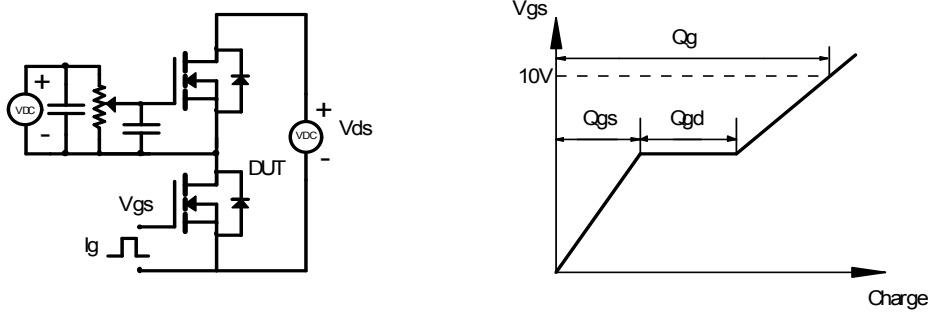 +
VDC
-
+
VDC
-
Vds
DUT
Vgs
Ig
Vgs
Qg
10V
Qgs
Qgd
Charge